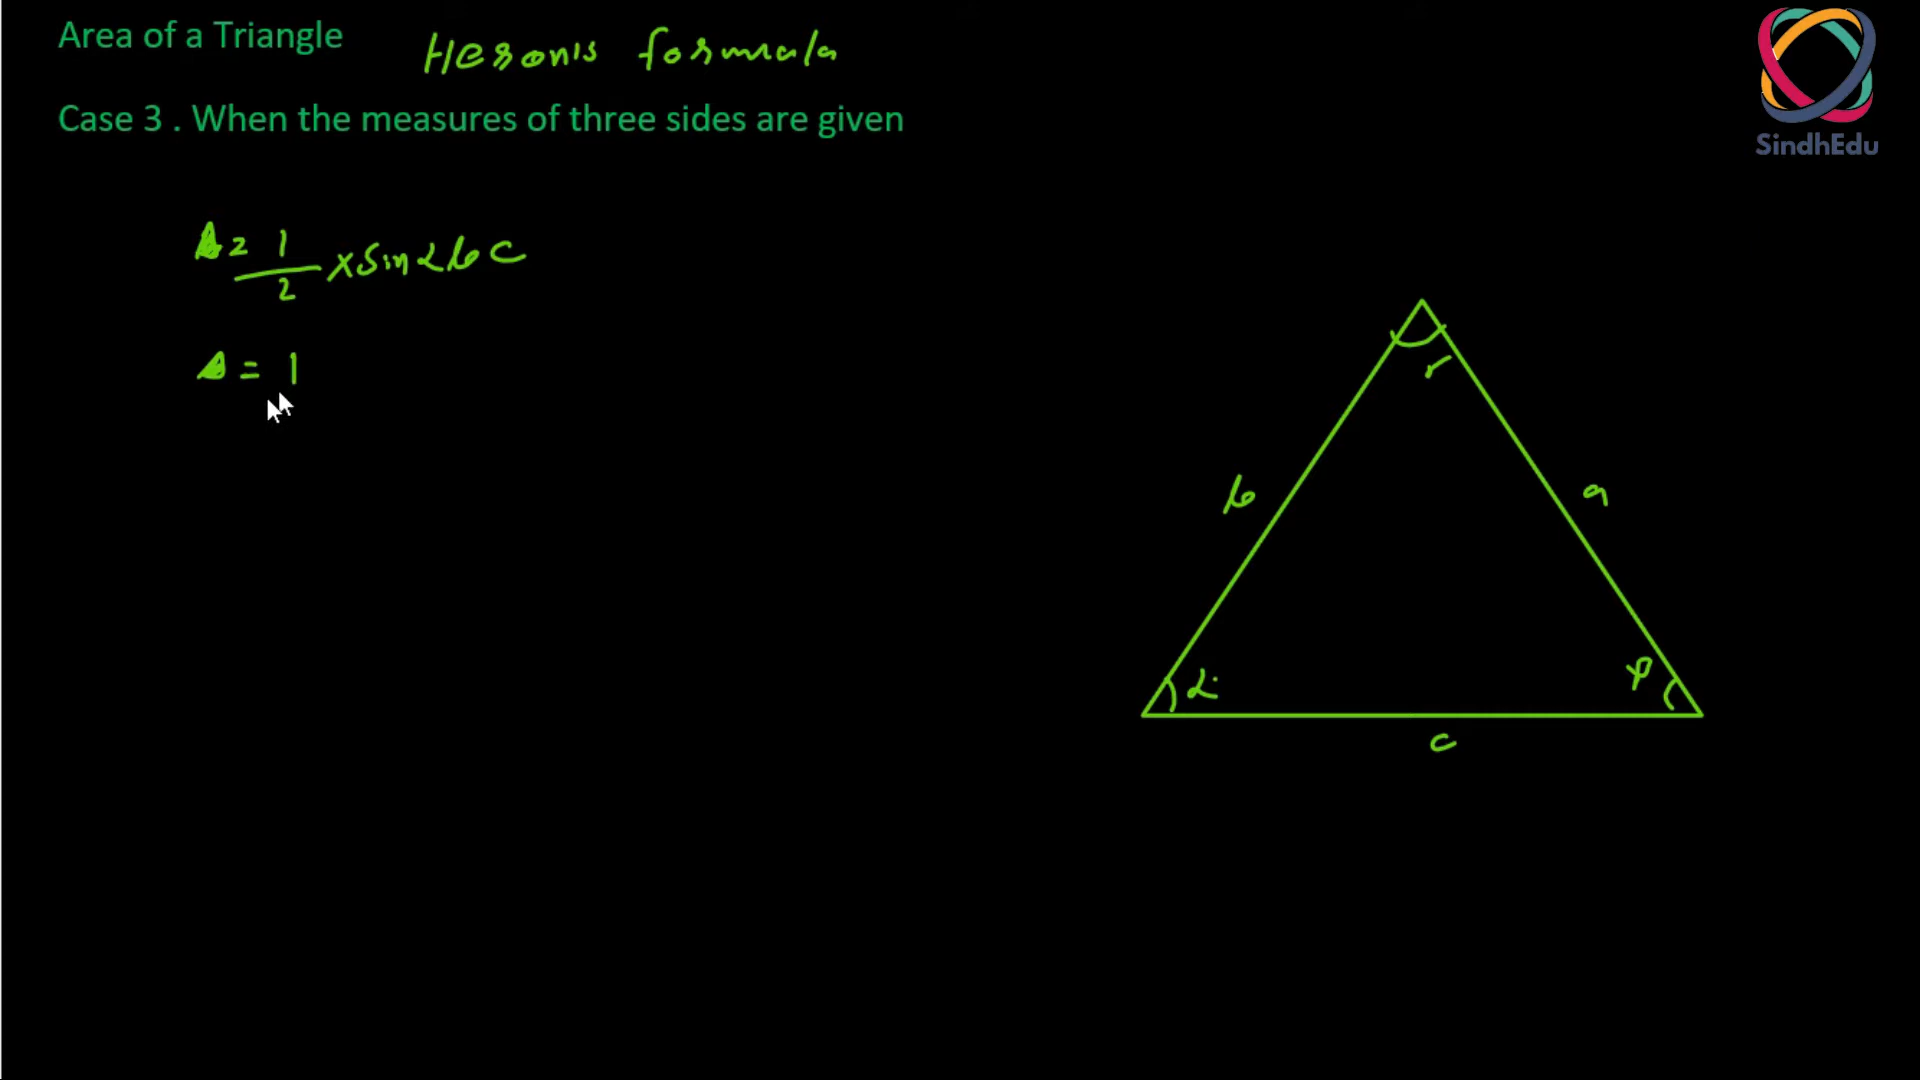 Area of a Triangle Heron's formula
SindhEdu
Case 3 . When the measures of three sides are given
Δ = 1/2 × Sin α b c
Δ = 1
γ
b
a
α
β
c